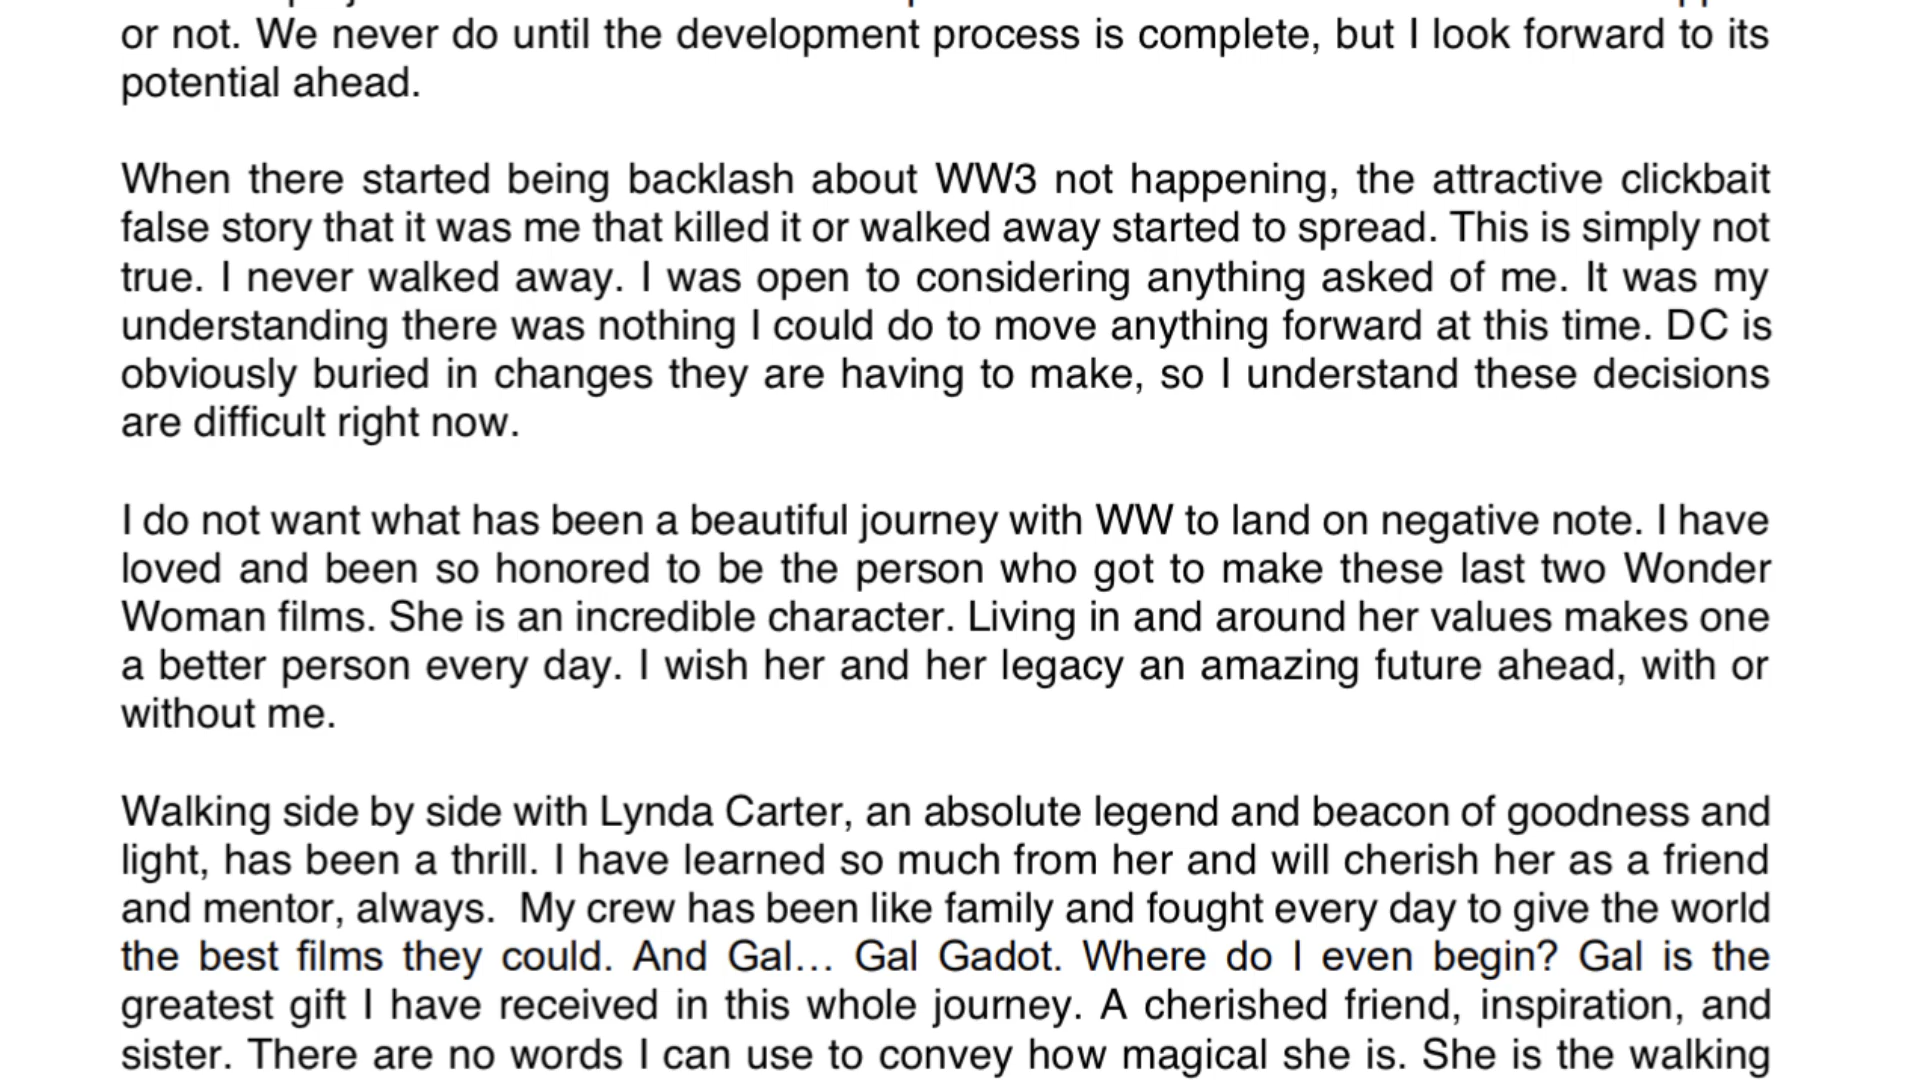 or not. We never do until the development process is complete, but I look forward to its
potential ahead.
When there started being backlash about WW3 not happening, the attractive clickbait
false story that it was me that killed it or walked away started to spread. This is simply not
true. I never walked away. I was open to considering anything asked of me. It was my
understanding there was nothing I could do to move anything forward at this time. DC is
obviously buried in changes they are having to make, so I understand these decisions
are difficult right now.
I do not want what has been a beautiful journey with WW to land on negative note. I have
loved and been so honored to be the person who got to make these last two Wonder
Woman films. She is an incredible character. Living in and around her values makes one
a better person every day. I wish her and her legacy an amazing future ahead, with or
without me.
Walking side by side with Lynda Carter, an absolute legend and beacon of goodness and
light, has been a thrill. I have learned so much from her and will cherish her as a friend
and mentor, always.  My crew has been like family and fought every day to give the world
the best films they could. And Gal… Gal Gadot. Where do I even begin? Gal is the
greatest gift I have received in this whole journey. A cherished friend, inspiration, and
sister. There are no words I can use to convey how magical she is. She is the walking